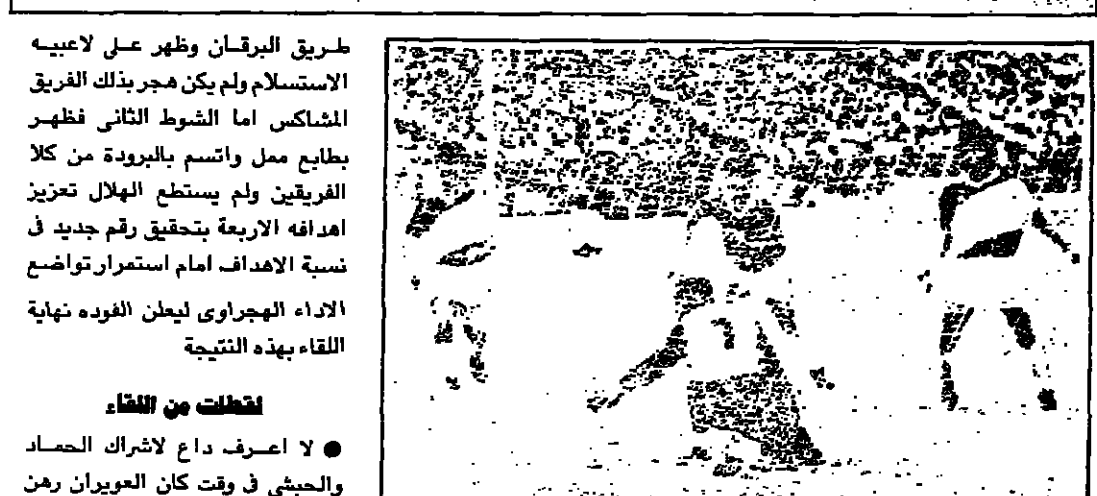 طريق البرقان وظهر على لاعبيه
الاستسلام ولم يكن هجر بذلك الفريق
المشاكس اما الشوط الثانى فظهر
بطابع ممل واتسم بالبرودة من كلا
الفريقين ولم يستطع الهلال تعزيز
اهدافه الاربعة بتحقيق رقم جديد فى
نسبة الاهداف امام استمرار تواضع
الاداء الهجراوى ليعلن الفوده نهاية
اللقاء بهذه النتيجة
لقطات من اللقاء
● لا اعرف داع لاشراك الحماد
والحبشى فى وقت كان العويران رهن